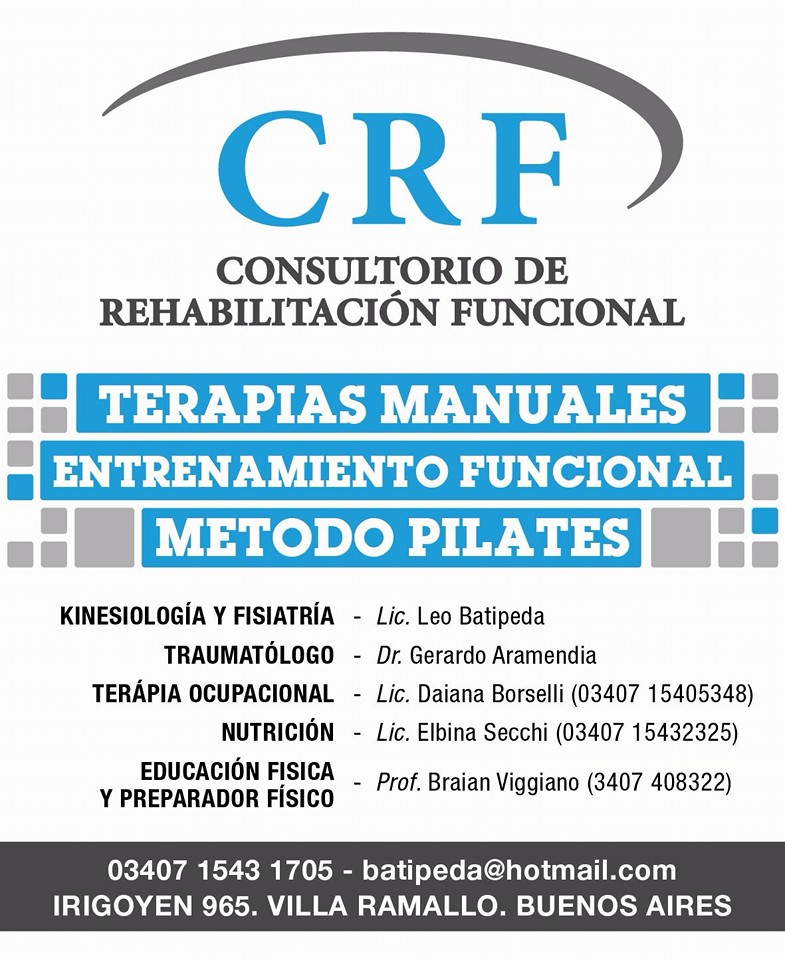 CRF
CONSULTORIO DE
REHABILITACIÓN FUNCIONAL
TERAPIAS MANUALES
ENTRENAMIENTO FUNCIONAL
METODO PILATES
KINESIOLOGÍA Y FISIATRÍA - Lic. Leo Batipeda
TRAUMATÓLOGO - Dr. Gerardo Aramendia
TERÁPIA OCUPACIONAL - Lic. Daiana Borselli (03407 15405348)
NUTRICIÓN - Lic. Elbina Secchi (03407 15432325)
EDUCACIÓN FISICA
Y PREPARADOR FÍSICO - Prof. Braian Viggiano (3407 408322)
03407 1543 1705 - batipeda@hotmail.com
IRIGOYEN 965. VILLA RAMALLO. BUENOS AIRES